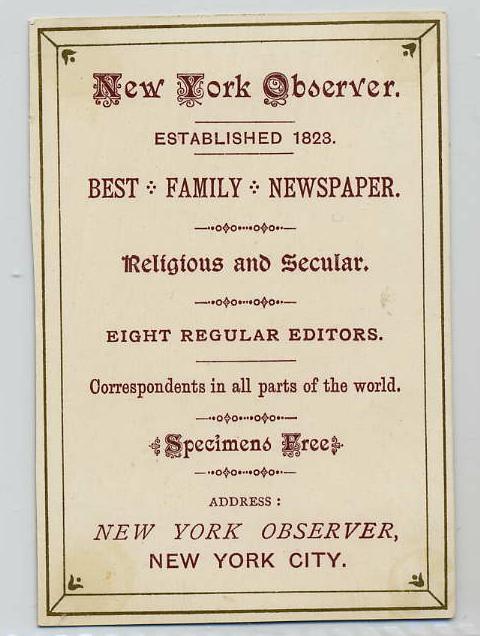 New York Observer.
ESTABLISHED 1823.
BEST FAMILY NEWSPAPER.
Religious and Secular.
EIGHT REGULAR EDITORS.
Correspondents in all parts of the world.
Specimens Free
ADDRESS :
NEW YORK OBSERVER,
NEW YORK CITY.